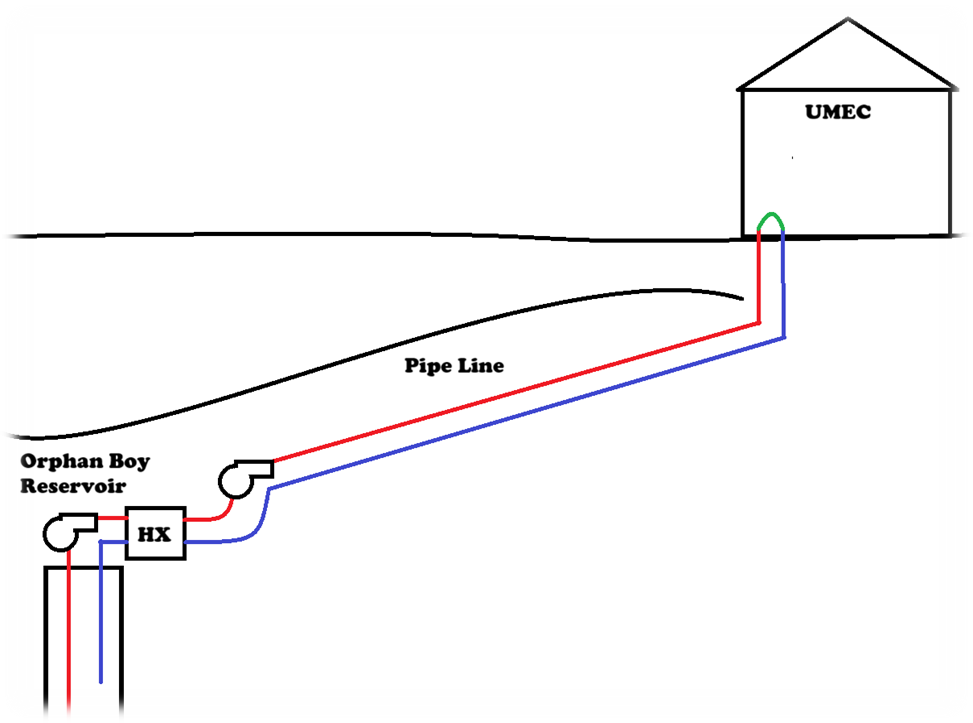 UMEC
Pipe Line
Orphan Boy
Reservoir
HX